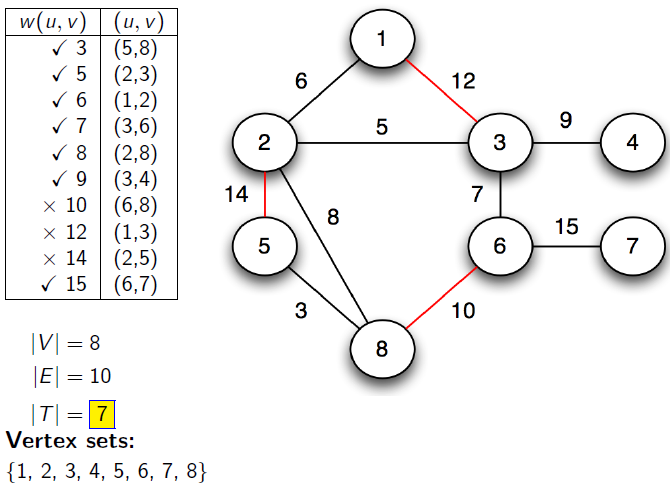 w(u, v) (u, v)
✓ 3 (5,8)
✓ 5 (2,3)
✓ 6 (1,2)
✓ 7 (3,6)
✓ 8 (2,8)
✓ 9 (3,4)
× 10 (6,8)
× 12 (1,3)
× 14 (2,5)
✓ 15 (6,7)
|V| = 8
|E| = 10
|T| = 7
Vertex sets:
{1, 2, 3, 4, 5, 6, 7, 8}
1
6 12
2 5 3 9 4
14 8 7
5 6 15 7
3 10
8